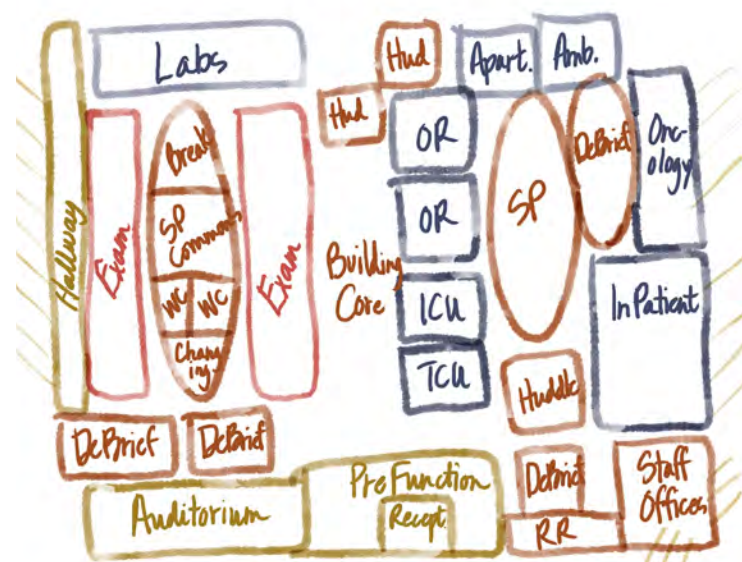 Labs
Hud
Apart.
Amb.
Hud
Hallway
Exam
Break
SP
Commons
WC
WC
Chang-
ing
Exam
Building
Core
OR
OR
ICU
TCU
SP
DeBrief
Onc-
ology
InPatient
Huddle
DeBrief
DeBrief
Auditorium
PreFunction
Recept.
DeBrief
RR
Staff
Offices